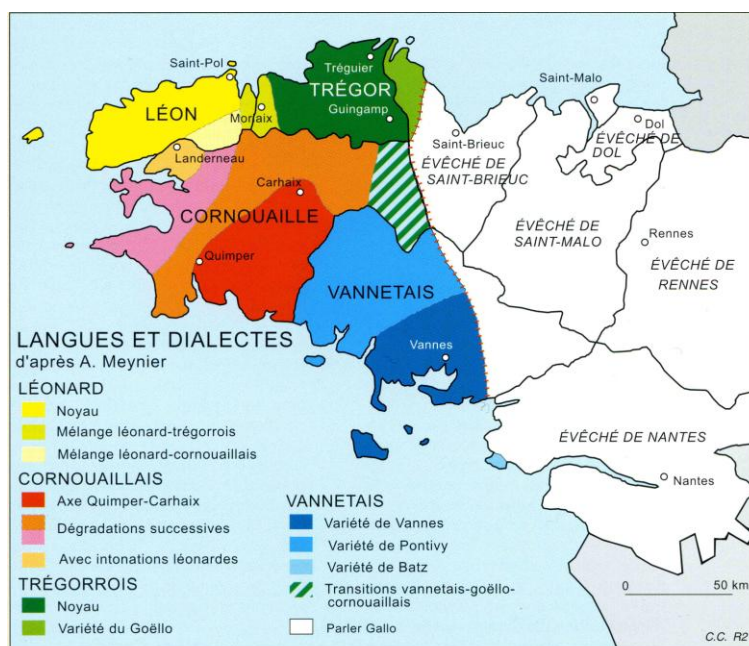 Saint-Pol
Tréguier
TRÉGOR
Saint-Malo
LÉON
Morlaix
Guingamp
Dol
ÉVÊCHÉ DE
DOL
Saint-Brieuc
ÉVÊCHÉ DE
SAINT-BRIEUC
Landerneau
Carhaix
CORNOUAILLE
ÉVÊCHÉ DE
SAINT-MALO
Rennes
ÉVÊCHÉ DE
RENNES
Quimper
VANNETAIS
Vannes
LANGUES ET DIALECTES
d'après A. Meynier
LÉONARD
Noyau
Mélange léonard-trégorrois
Mélange léonard-cornouaillais
CORNOUAILLAIS
Axe Quimper-Carhaix
Dégradations successives
Avec intonations léonardes
TRÉGORROIS
Noyau
Variété du Goëllo
VANNETAIS
Variété de Vannes
Variété de Pontivy
Variété de Batz
Transitions vannetais-goëllo-
cornouaillais
Parler Gallo
ÉVÊCHÉ DE NANTES
Nantes
0 50 km
C.C. R2